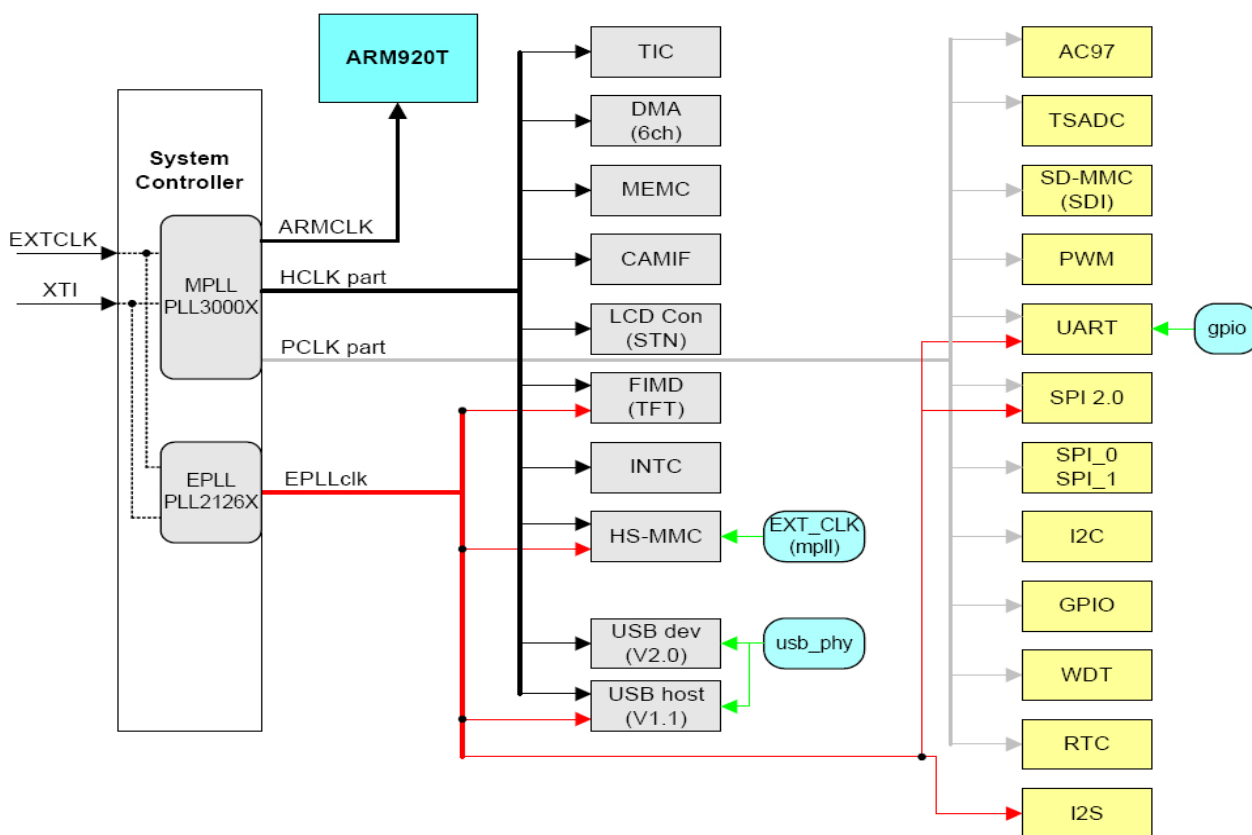 ARM920T
System
Controller
EXTCLK
XTI
MPLL
PLL3000X
EPLL
PLL2126X
ARMCLK
HCLK part
PCLK part
EPLLclk
TIC
DMA
(6ch)
MEMC
CAMIF
LCD Con
(STN)
FIMD
(TFT)
INTC
HS-MMC
EXT_CLK
(mpll)
USB dev
(V2.0)
usb_phy
USB host
(V1.1)
AC97
TSADC
SD-MMC
(SDI)
PWM
UART
gpio
SPI 2.0
SPI_0
SPI_1
I2C
GPIO
WDT
RTC
I2S